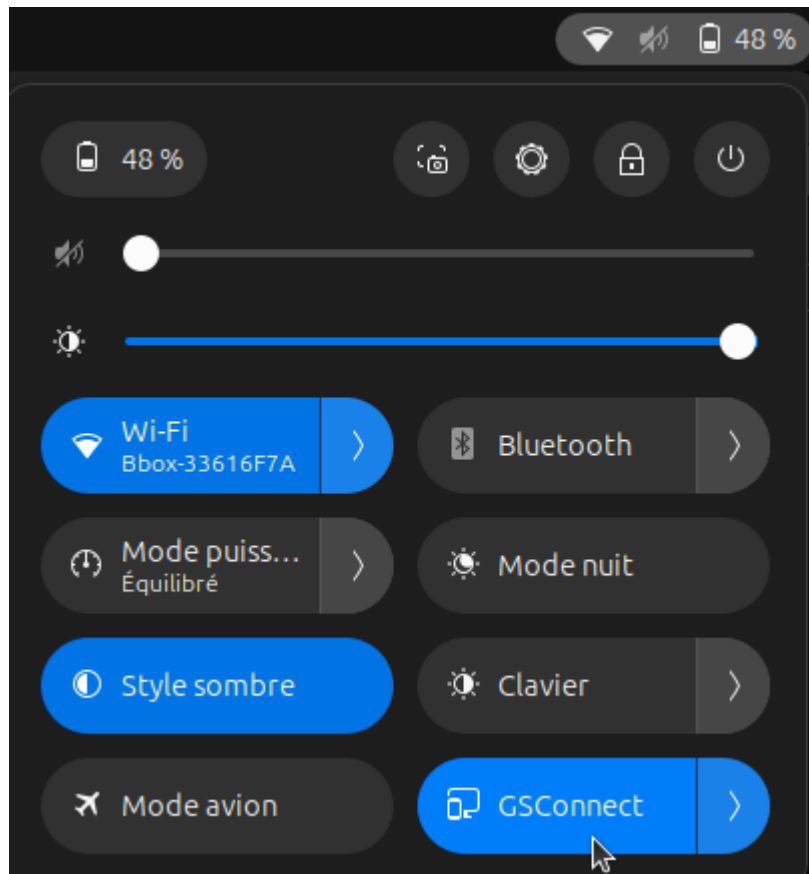 48 %
48 %
Wi-Fi
Bbox-33616F7A
Bluetooth
Mode puiss...
Équilibré
Mode nuit
Style sombre
Clavier
Mode avion
GSConnect